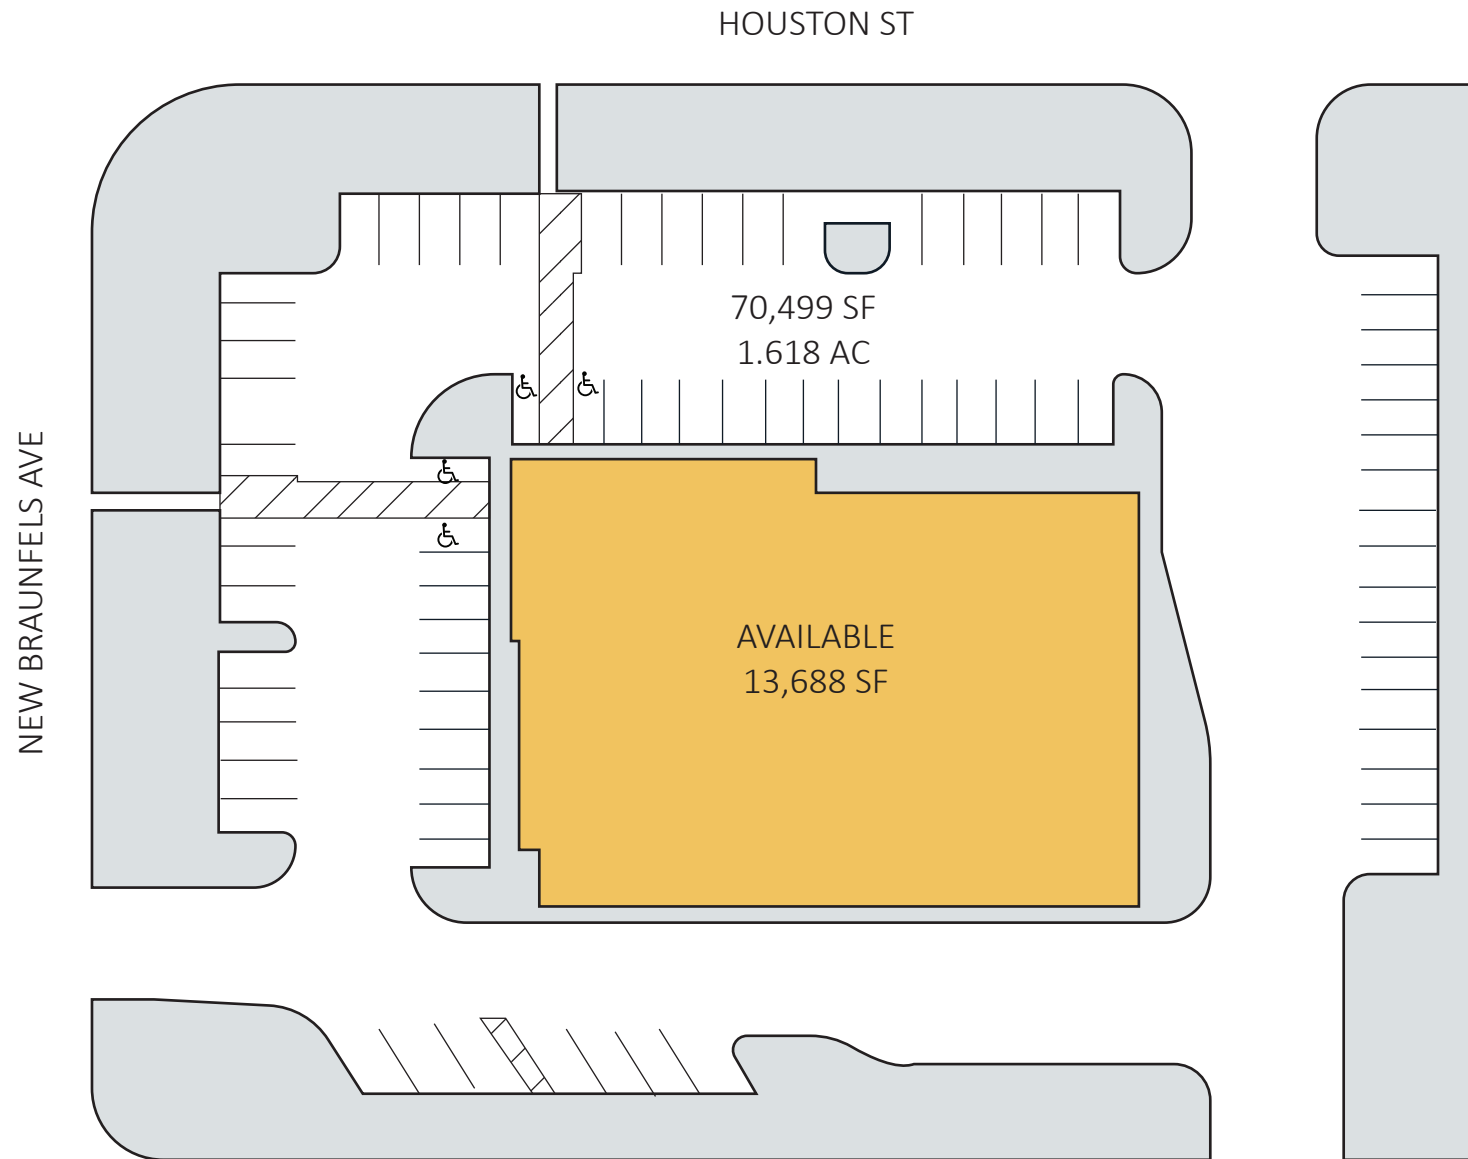 HOUSTON ST
70,499 SF
1.618 AC
NEW BRAUNFELS AVE
AVAILABLE
13,688 SF